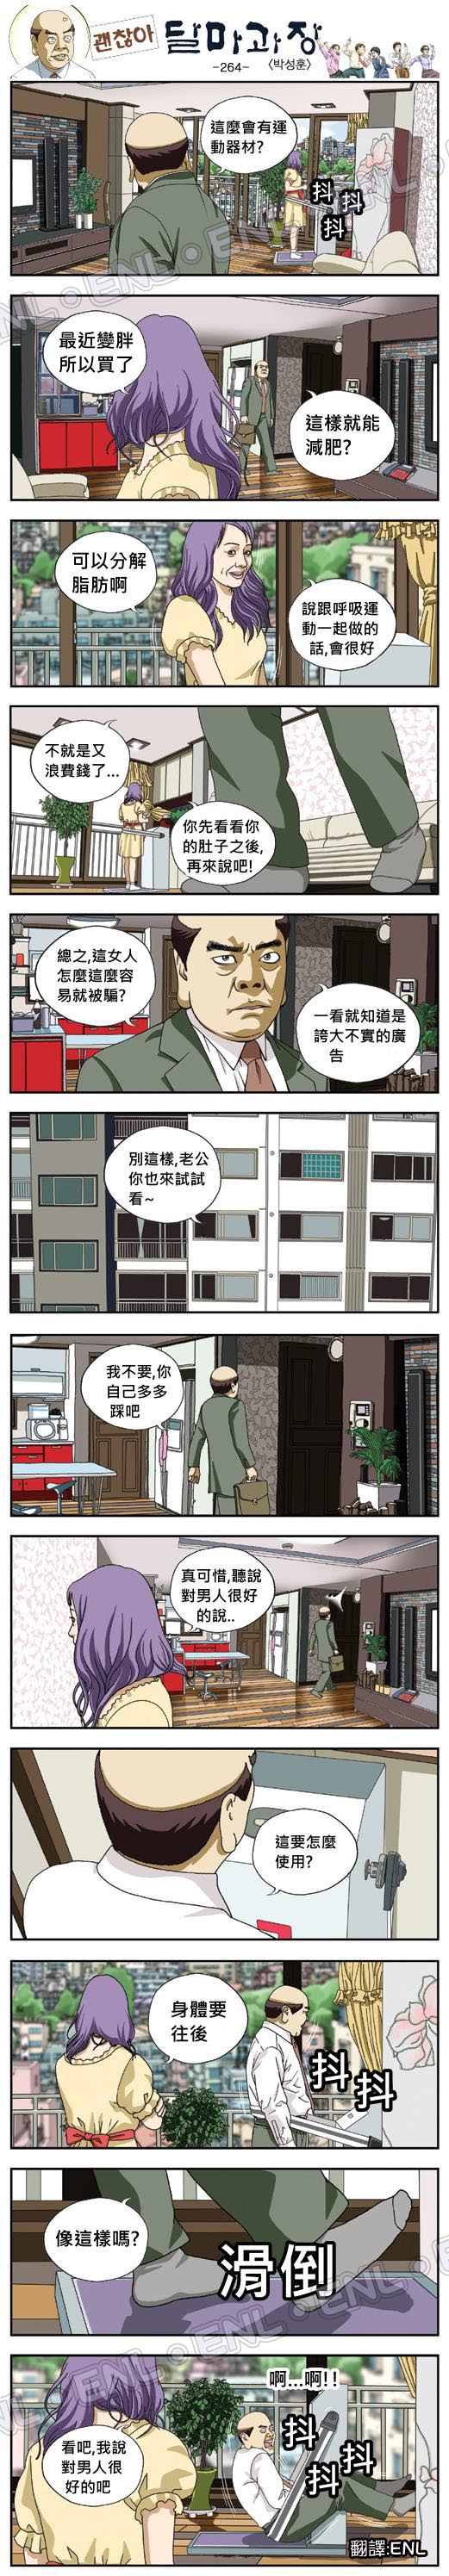 괜찮아 달마과장
-264- 〈박성훈〉
這麼會有運
動器材?
抖
抖
抖
ENL
最近變胖
所以買了
這樣就能
減肥?
可以分解
脂肪啊
說跟呼吸運
動一起做的
話,會很好
不就是又
浪費錢了...
你先看看你
的肚子之後,
再來說吧!
總之,這女人
怎麼這麼容
易就被騙?
一看就知道是
誇大不實的廣
告
別這樣,老公
你也來試試
看~
我不要,你
自己多多
踩吧
真可惜,聽說
對男人很好
的說..
這要怎麼
使用?
身體要
往後
抖
抖
像這樣嗎?
滑倒
ENL
啊...啊!!
抖
抖
抖
看吧,我說
對男人很
好的吧
翻譯:ENL